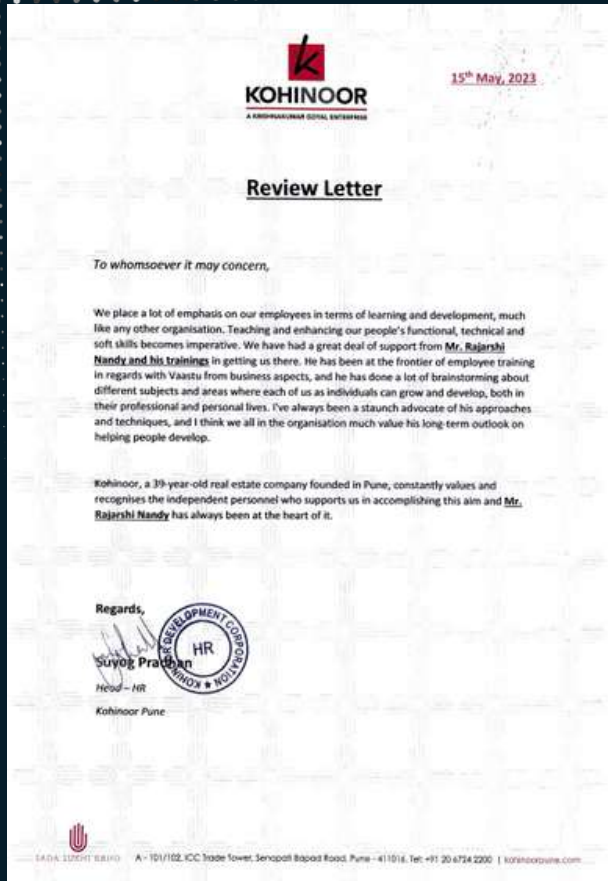 k
KOHINOOR
A KRISHNAKUMAR GOYAL ENTERPRISE
15th May, 2023
Review Letter
To whomsoever it may concern,
We place a lot of emphasis on our employees in terms of learning and development, much
like any other organisation. Teaching and enhancing our people's functional, technical and
soft skills becomes imperative. We have had a great deal of support from Mr. Rajarshi
Nandy and his trainings in getting us there. He has been at the frontier of employee training
in regards with Vaastu from business aspects, and he has done a lot of brainstorming about
different subjects and areas where each of us as individuals can grow and develop, both in
their professional and personal lives. I've always been a staunch advocate of his approaches
and techniques, and I think we all in the organisation much value his long-term outlook on
helping people develop.
Kohinoor, a 39-year-old real estate company founded in Pune, constantly values and
recognises the independent personnel who supports us in accomplishing this aim and Mr.
Rajarshi Nandy has always been at the heart of it.
Regards,
KOHINOOR DEVELOPMENT CORPORATION
HR
Suyog Pradhan
Head – HR
Kohinoor Pune
A - 101/102, ICC Trade Tower, Senapati Bapad Road, Pune - 411016, Tel: +91 20 6724 2200 | kohinoorpune.com